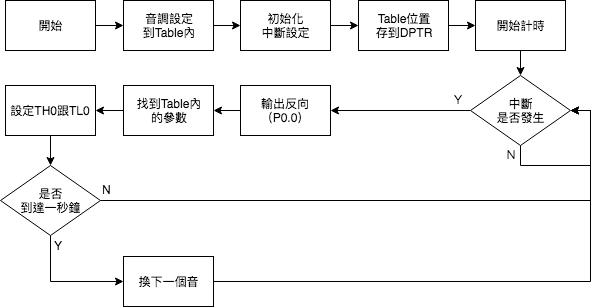 開始
音調設定
到Table內
初始化
中斷設定
Table位置
存到DPTR
開始計時
中斷
是否發生
Y
N
輸出反向
（P0.0）
找到Table內
的參數
設定TH0跟TL0
是否
到達一秒鐘
N
Y
換下一個音